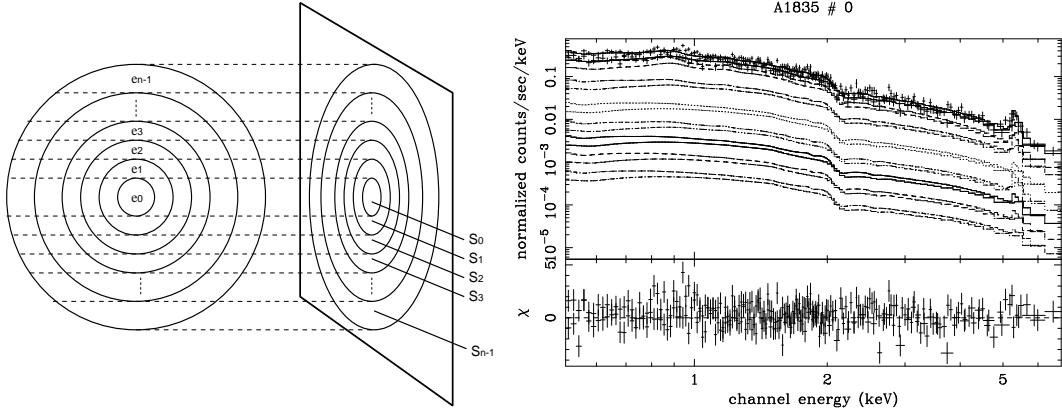 en-1
e3
e2
e1
e0
S0
S1
S2
S3
Sn-1
A1835 # 0
normalized counts/sec/keV
0.1
0.01
10−3
10−4
10−5
5
χ
0
1
2
5
channel energy (keV)